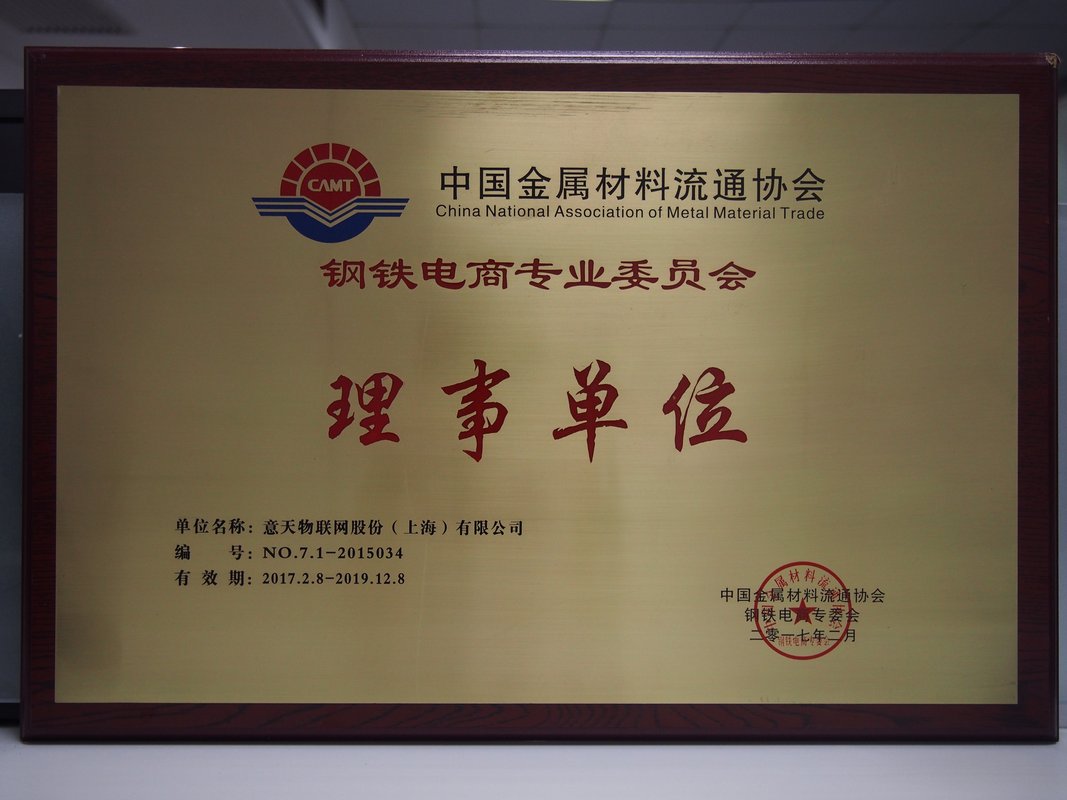 CAMT
中国金属材料流通协会
China National Association of Metal Material Trade
钢铁电商专业委员会
理事单位
单位名称：意天物联网股份（上海）有限公司
编 号：NO.7.1-2015034
有 效 期：2017.2.8-2019.12.8
中国金属材料流通协会
钢铁电商专委会
二零一七年二月